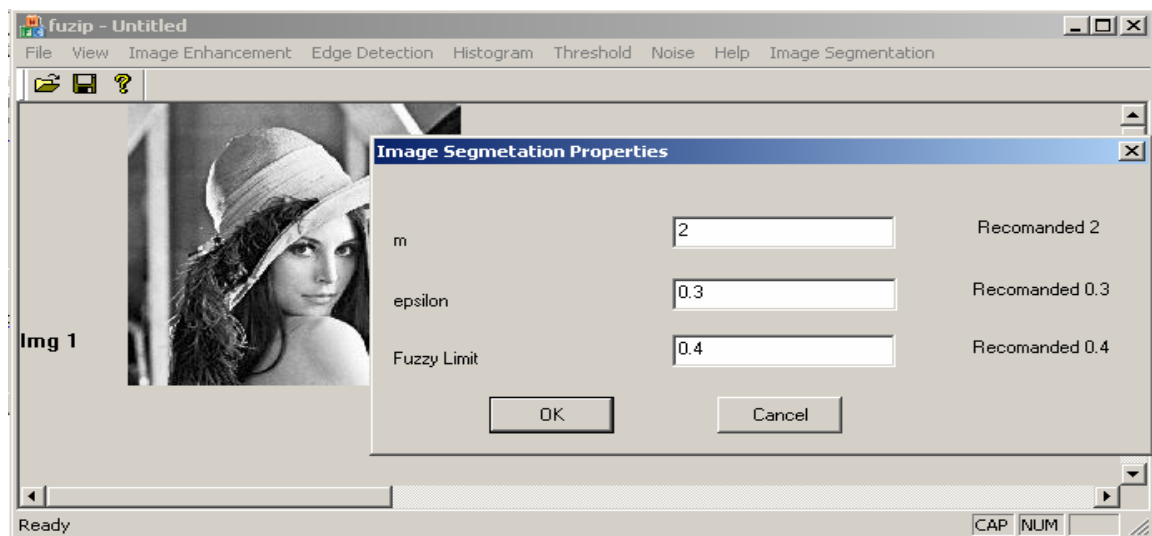 fuzip - Untitled
File View Image Enhancement Edge Detection Histogram Threshold Noise Help Image Segmentation
Image Segmetation Properties
m 2 Recomanded 2
epsilon 0.3 Recomanded 0.3
Img 1
Fuzzy Limit 0.4 Recomanded 0.4
OK Cancel
Ready CAP NUM